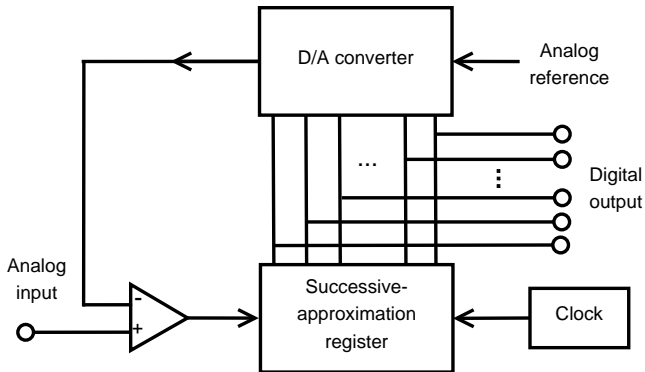 D/A converter
Analog
reference
...
...
Digital
output
Analog
input
-
+
Successive-
approximation
register
Clock